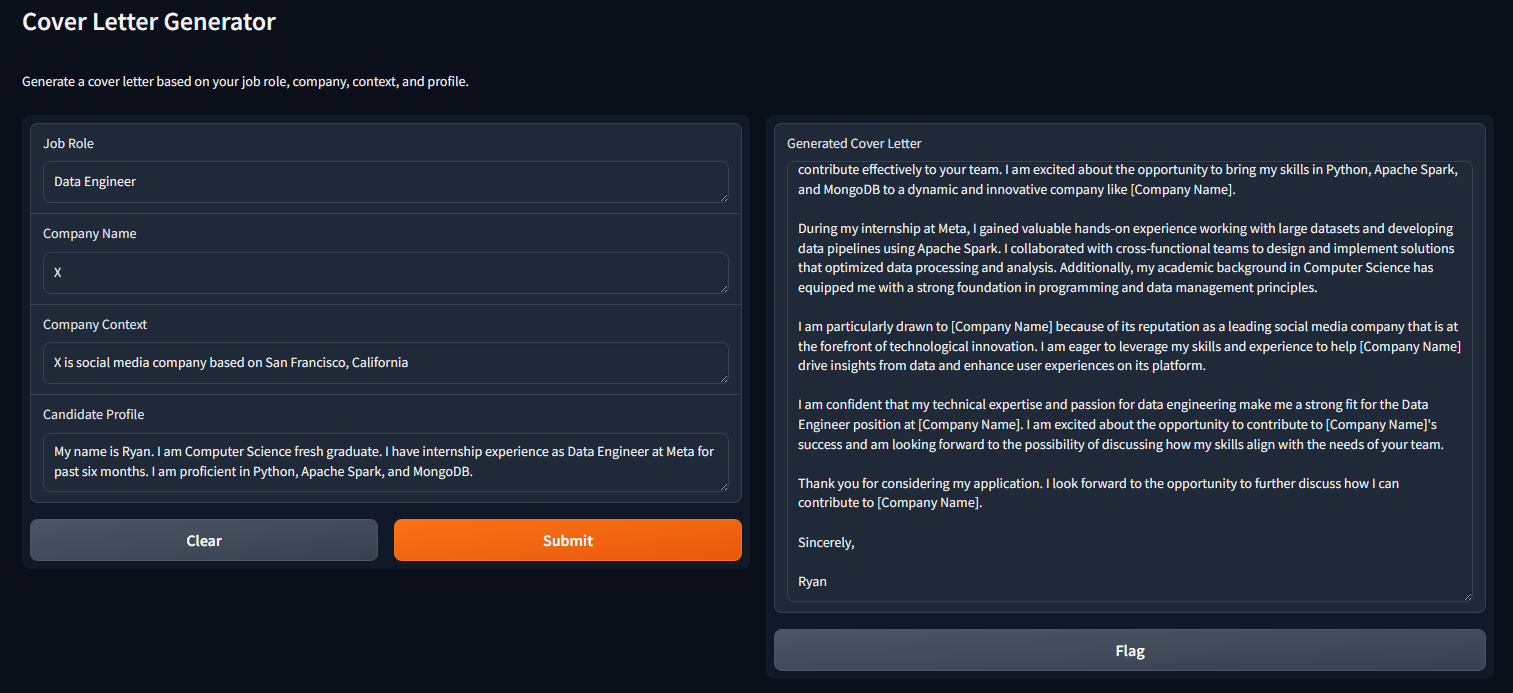 Cover Letter Generator
Generate a cover letter based on your job role, company, context, and profile.
Job Role
Data Engineer
Company Name
X
Company Context
X is social media company based on San Francisco, California
Candidate Profile
My name is Ryan. I am Computer Science fresh graduate. I have internship experience as Data Engineer at Meta for
past six months. I am proficient in Python, Apache Spark, and MongoDB.
Clear
Submit
Generated Cover Letter
contribute effectively to your team. I am excited about the opportunity to bring my skills in Python, Apache Spark,
and MongoDB to a dynamic and innovative company like [Company Name].
During my internship at Meta, I gained valuable hands-on experience working with large datasets and developing
data pipelines using Apache Spark. I collaborated with cross-functional teams to design and implement solutions
that optimized data processing and analysis. Additionally, my academic background in Computer Science has
equipped me with a strong foundation in programming and data management principles.
I am particularly drawn to [Company Name] because of its reputation as a leading social media company that is at
the forefront of technological innovation. I am eager to leverage my skills and experience to help [Company Name]
drive insights from data and enhance user experiences on its platform.
I am confident that my technical expertise and passion for data engineering make me a strong fit for the Data
Engineer position at [Company Name]. I am excited about the opportunity to contribute to [Company Name]'s
success and am looking forward to the possibility of discussing how my skills align with the needs of your team.
Thank you for considering my application. I look forward to the opportunity to further discuss how I can
contribute to [Company Name].
Sincerely,
Ryan
Flag